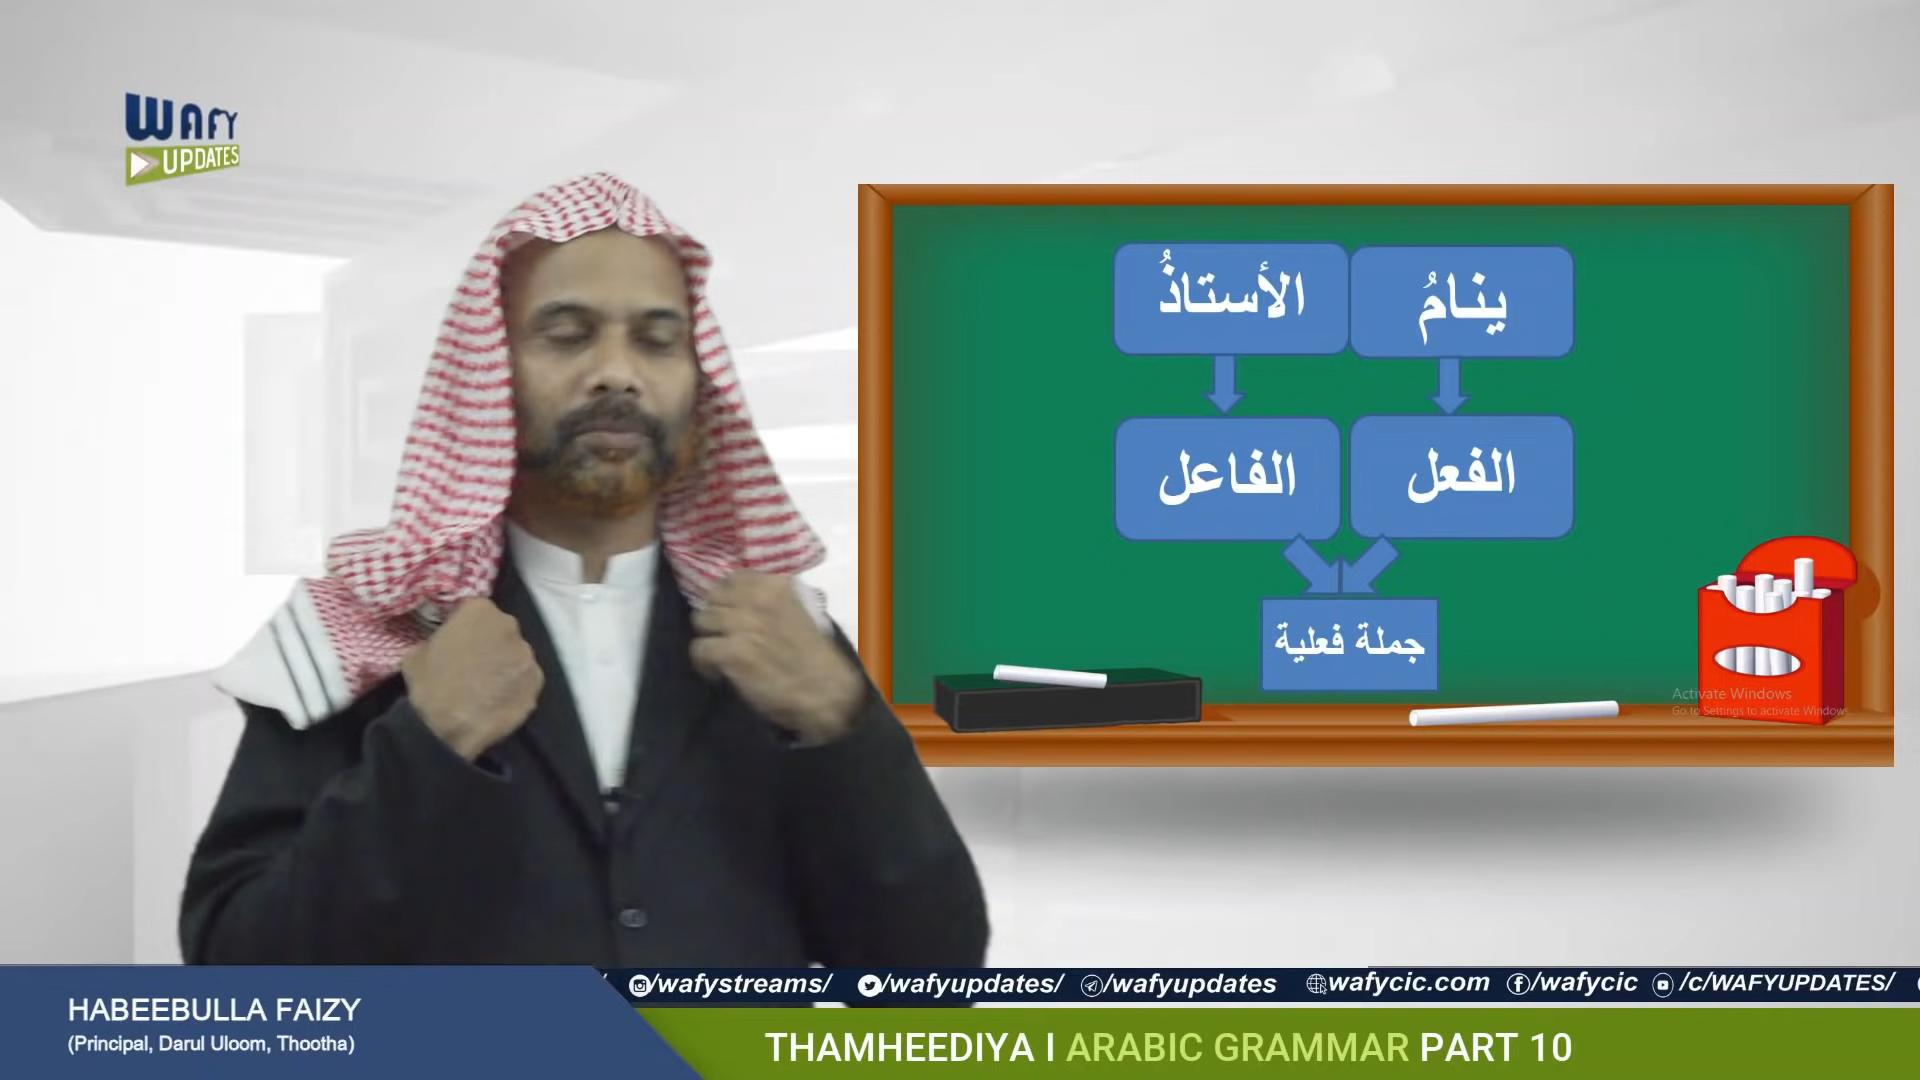 WAFY
UPDATES
ينامُ الأستاذُ
الفعل الفاعل
جملة فعلية
Activate Windows
Go to Settings to activate Windows
/wafystreams/ /wafyupdates/ /wafyupdates wafycic.com /wafycic /c/WAFYUPDATES/
HABEEBULLA FAIZY
(Principal, Darul Uloom, Thootha)
THAMHEEDIYA I ARABIC GRAMMAR PART 10